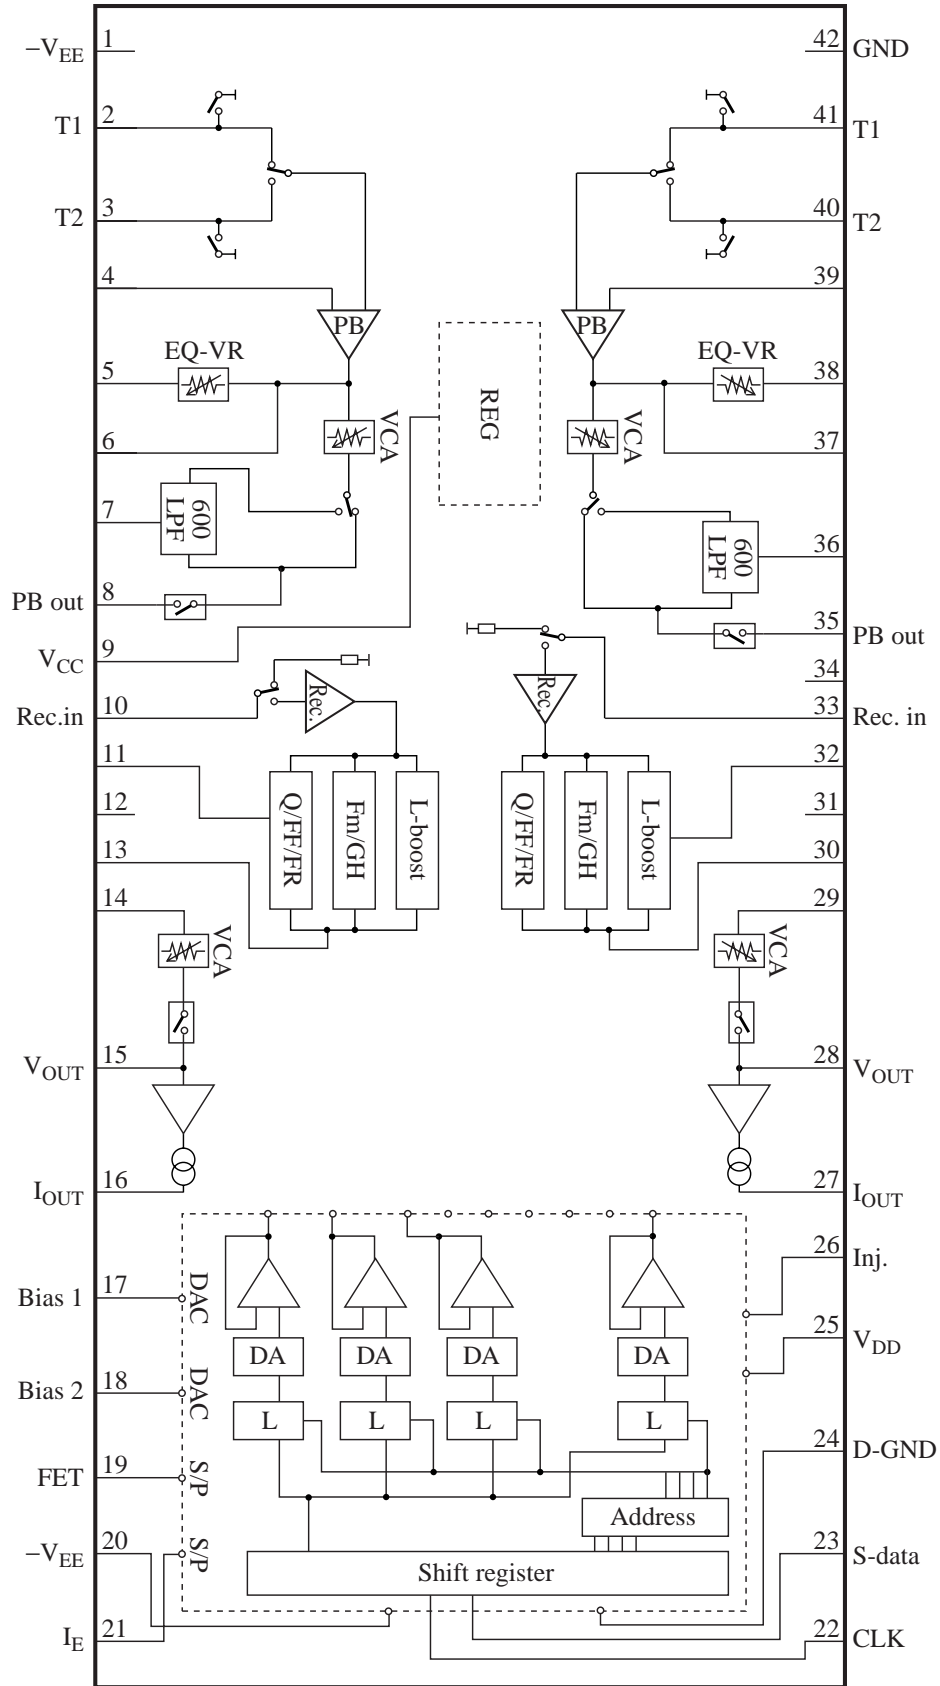 1
–VEE
42
GND
2
T1
41
T1
3
T2
40
T2
4
39
PB
PB
EQ-VR
EQ-VR
5
38
REG
VCA
VCA
6
37
7
600
LPF
600
LPF
36
8
PB out
35
PB out
9
VCC
34
Rec.
Rec.
10
Rec.in
33
Rec. in
11
32
12
31
Q/FF/FR
Fm/GH
L-boost
Q/FF/FR
Fm/GH
L-boost
13
30
14
29
VCA
VCA
15
VOUT
28
VOUT
16
IOUT
27
IOUT
26
Inj.
17
Bias 1
DAC
25
VDD
DA
DA
DA
DA
18
Bias 2
DAC
L
L
L
L
24
D-GND
19
FET
S/P
Address
20
–VEE
S/P
23
S-data
Shift register
21
IE
22
CLK